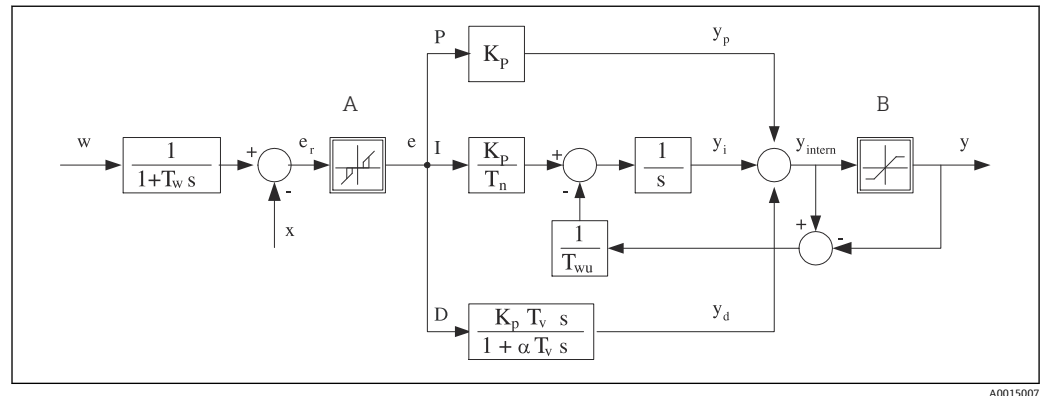 P
K_P
y_p
A
B
w
1
1+T_w s
+
-
e_r
e
I
K_P
T_n
+
-
1
s
y_i
y_intern
y
x
1
T_wu
+
-
D
K_p T_v s
1 + α T_v s
y_d
A0015007